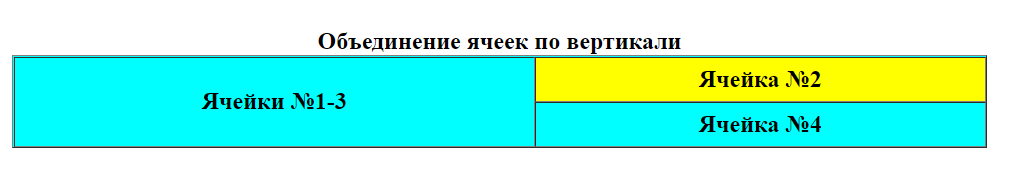 Объединение ячеек по вертикали
Ячейки №1-3
Ячейка №2
Ячейка №4